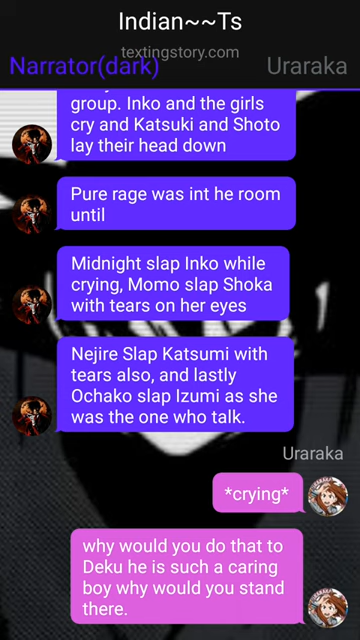 Indian~~Ts
textingstory.com
Narrator(dark)
Uraraka
group. Inko and the girls
cry and Katsuki and Shoto
lay their head down
Pure rage was int he room
until
Midnight slap Inko while
crying, Momo slap Shoka
with tears on her eyes
Nejire Slap Katsumi with
tears also, and lastly
Ochako slap Izumi as she
was the one who talk.
Uraraka
*crying*
why would you do that to
Deku he is such a caring
boy why would you stand
there.